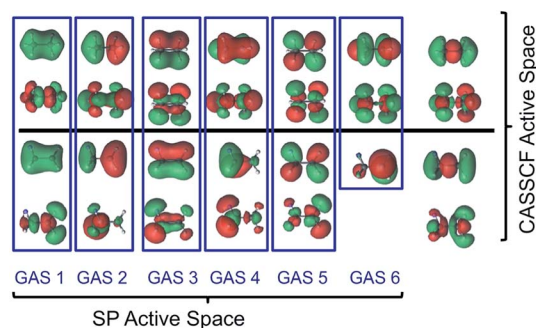 CASSCF Active Space
GAS 1 GAS 2 GAS 3 GAS 4 GAS 5 GAS 6
SP Active Space